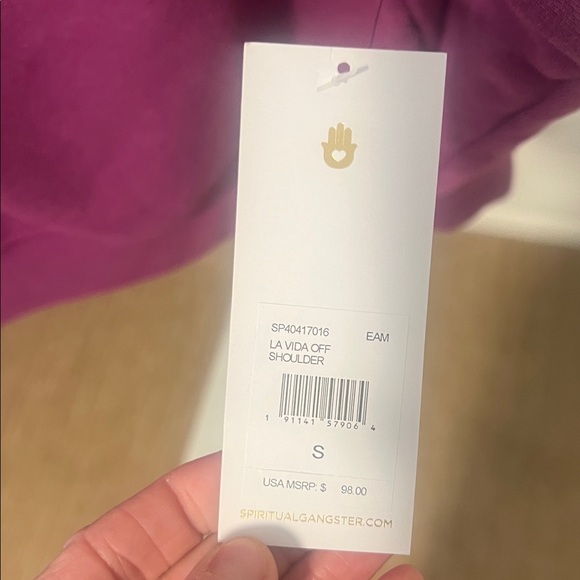 SP40417016 EAM
LA VIDA OFF
SHOULDER
1 91141 57906 4
S
USA MSRP: $ 98.00
SPIRITUALGANGSTER.COM